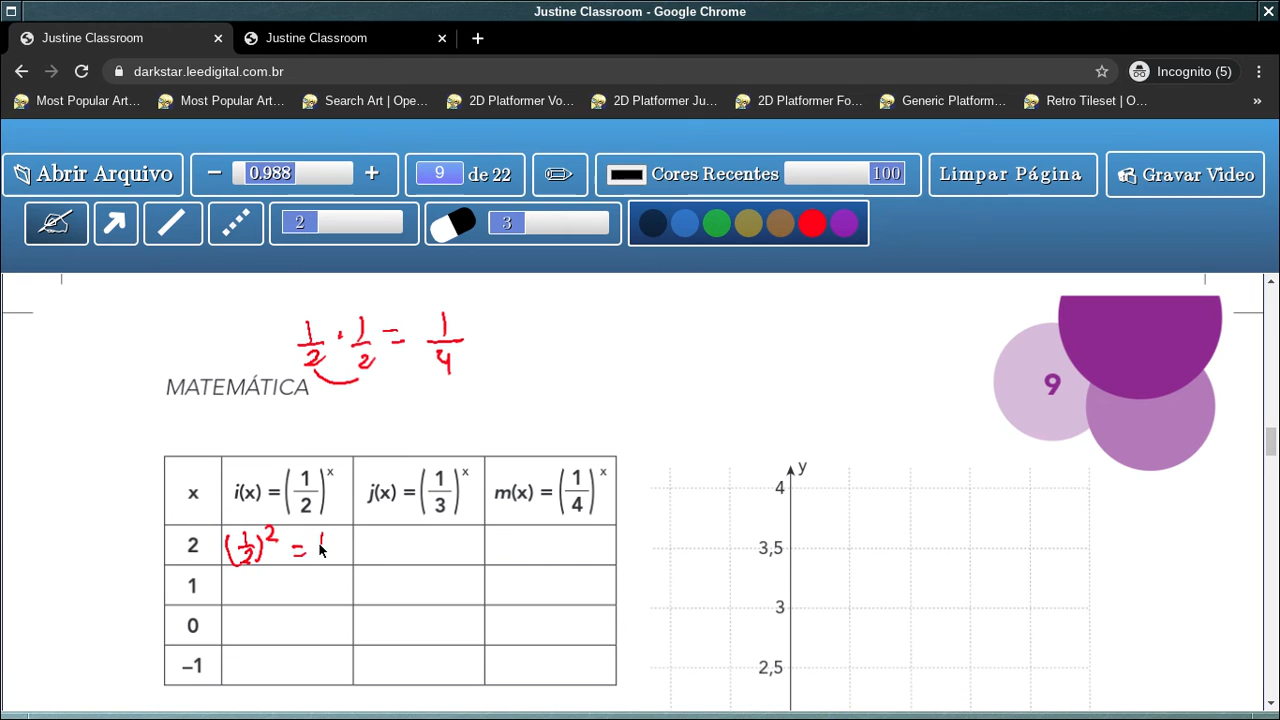 Justine Classroom - Google Chrome
Justine Classroom Justine Classroom
darkstar.leedigital.com.br Incognito (5)
Most Popular Art... Most Popular Art... Search Art | Ope... 2D Platformer Vo... 2D Platformer Ju... 2D Platformer Fo... Generic Platform... Retro Tileset | O... »
Abrir Arquivo − 0.988 + 9 de 22 Cores Recentes 100 Limpar Página Gravar Video
2 3
1/2 · 1/2 = 1/4
MATEMÁTICA
9
x i(x) = (1/2)^x j(x) = (1/3)^x m(x) = (1/4)^x
2 (1/2)^2 = 1
1
0
–1
y
4
3,5
3
2,5